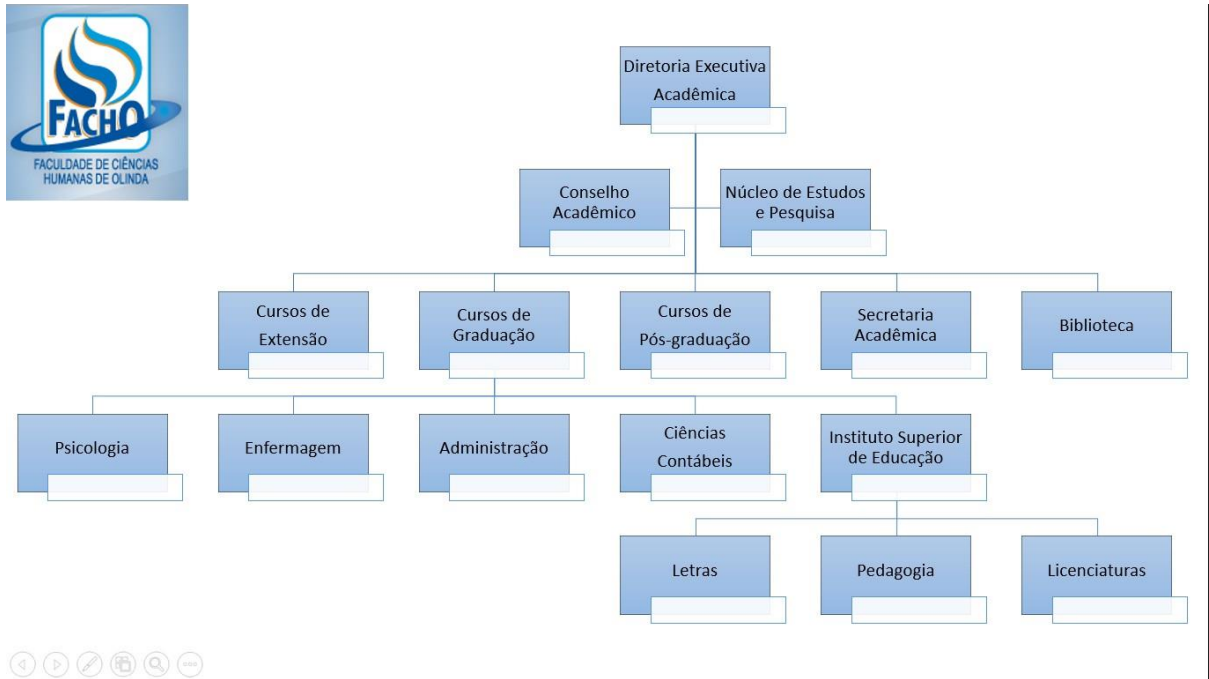 FACHO
FACULDADE DE CIÊNCIAS
HUMANAS DE OLINDA
Diretoria Executiva
Acadêmica
Conselho
Acadêmico
Núcleo de Estudos
e Pesquisa
Cursos de
Extensão
Cursos de
Graduação
Cursos de
Pós-graduação
Secretaria
Acadêmica
Biblioteca
Psicologia
Enfermagem
Administração
Ciências
Contábeis
Instituto Superior
de Educação
Letras
Pedagogia
Licenciaturas